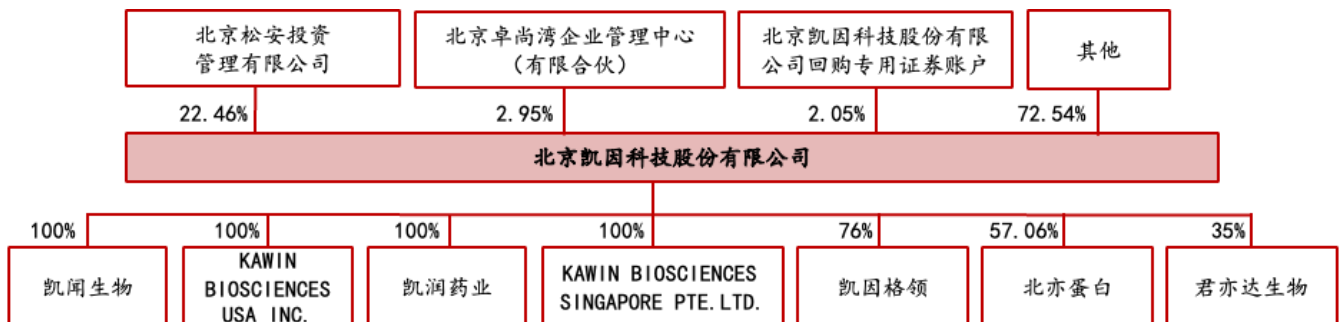 北京松安投资
管理有限公司
北京卓尚湾企业管理中心
（有限合伙）
北京凯因科技股份有限
公司回购专用证券账户
其他
22.46%
2.95%
2.05%
72.54%
北京凯因科技股份有限公司
100%
100%
100%
100%
76%
57.06%
35%
凯闻生物
KAWIN
BIOSCIENCES
USA INC.
凯润药业
KAWIN BIOSCIENCES
SINGAPORE PTE.LTD.
凯因格领
北亦蛋白
君亦达生物